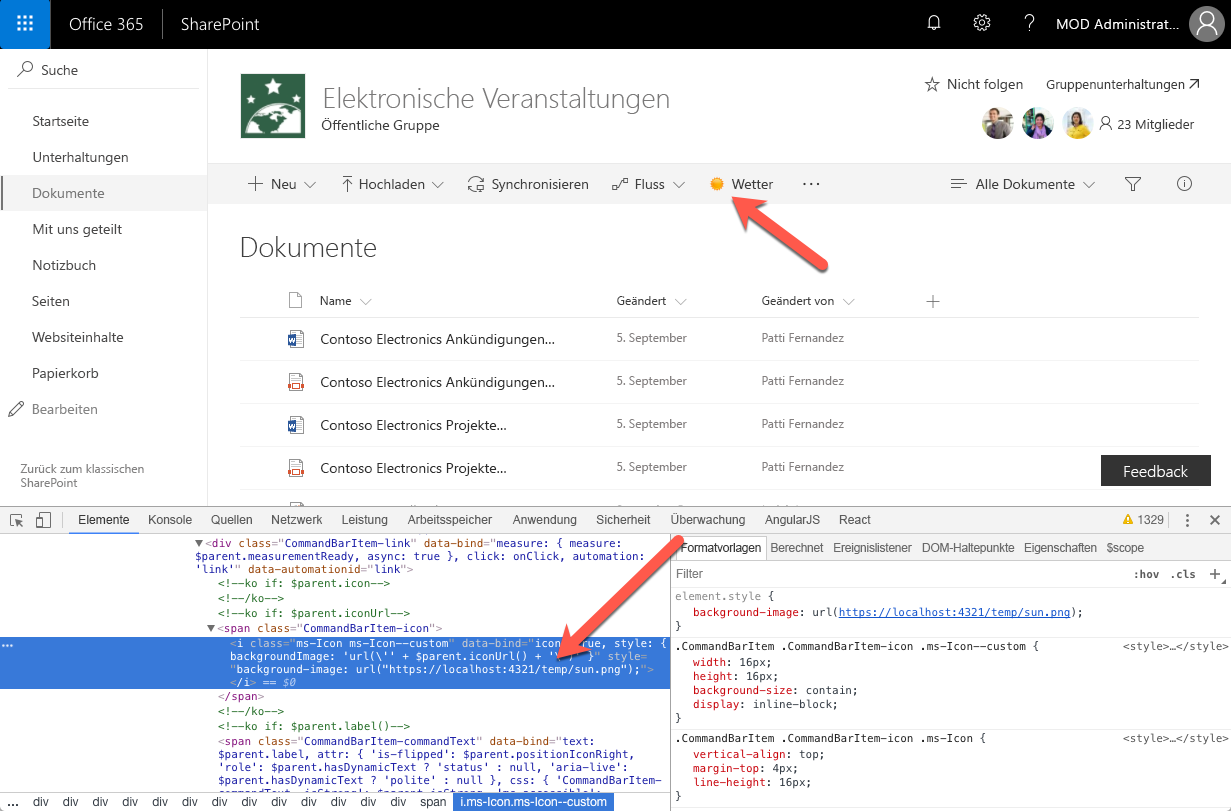 Office 365 SharePoint MOD Administrat...
Suche
Startseite
Unterhaltungen
Dokumente
Mit uns geteilt
Notizbuch
Seiten
Websiteinhalte
Papierkorb
Bearbeiten
Zurück zum klassischen
SharePoint
Elektronische Veranstaltungen
Öffentliche Gruppe
Nicht folgen Gruppenunterhaltungen
23 Mitglieder
Neu Hochladen Synchronisieren Fluss Wetter ... Alle Dokumente
Dokumente
Name Geändert Geändert von
Contoso Electronics Ankündigungen... 5. September Patti Fernandez
Contoso Electronics Ankündigungen... 5. September Patti Fernandez
Contoso Electronics Projekte... 5. September Patti Fernandez
Contoso Electronics Projekte... 5. September Patti Fernandez
Feedback
Elemente Konsole Quellen Netzwerk Leistung Arbeitsspeicher Anwendung Sicherheit Überwachung AngularJS React 1329
<div class="CommandBarItem-link" data-bind="measure: { measure:
$parent.measurementReady, async: true }, click: onClick, automation:
'link'" data-automationid="link">
<!--ko if: $parent.icon-->
<!--/ko-->
<!--ko if: $parent.iconUrl-->
<span class="CommandBarItem-icon">
<i class="ms-Icon ms-Icon--custom" data-bind="icon: true, style: {
backgroundImage: 'url(\'' + $parent.iconUrl() + '\ }" style=
"background-image: url("https://localhost:4321/temp/sun.png");">
</i> == $0
</span>
<!--/ko-->
<!--ko if: $parent.label()-->
<span class="CommandBarItem-commandText" data-bind="text:
$parent.label, attr: { 'is-flipped': $parent.iconPositionRight,
'role': $parent.hasDynamicText ? 'status' : null, 'aria-live':
$parent.hasDynamicText ? 'polite' : null }, css: { 'CommandBarItem-
... div div div div div div div div div div div div div span i.ms-Icon.ms-Icon--custom
Formatvorlagen Berechnet Ereignislistener DOM-Haltepunkte Eigenschaften $scope
Filter :hov .cls +
element.style {
background-image: url(https://localhost:4321/temp/sun.png);
}
.CommandBarItem .CommandBarItem-icon .ms-Icon--custom { <style>…</style>
width: 16px;
height: 16px;
background-size: contain;
display: inline-block;
}
.CommandBarItem .CommandBarItem-icon .ms-Icon { <style>…</style>
vertical-align: top;
margin-top: 4px;
line-height: 16px;
}